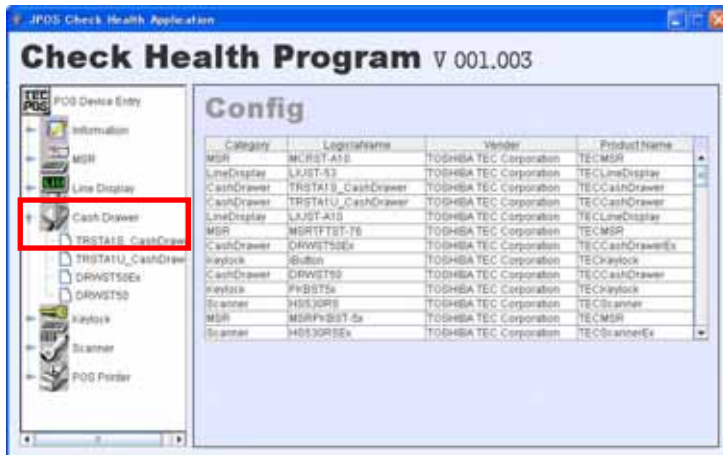 JPOS Check Health Application
Check Health Program V 001.003
TEC POS
POS Device Entry
Information
MSR
Line Display
Cash Drawer
TRSTA1S_CashDraw
TRSTA1U_CashDraw
DRWST50Ex
DRWST50
Keylock
Scanner
POS Printer
Config
Category LogicalName Vender Product Name
MSR MCRST-A10 TOSHIBA TEC Corporation TECMSR
LineDisplay LIUST-53 TOSHIBA TEC Corporation TECLineDisplay
CashDrawer TRSTA1S_CashDrawer TOSHIBA TEC Corporation TECCashDrawer
CashDrawer TRSTA1U_CashDrawer TOSHIBA TEC Corporation TECCashDrawer
LineDisplay LIUST-A10 TOSHIBA TEC Corporation TECLineDisplay
MSR MSRTFTST-76 TOSHIBA TEC Corporation TECMSR
CashDrawer DRWST50Ex TOSHIBA TEC Corporation TECCashDrawerEx
Keylock iButton TOSHIBA TEC Corporation TECKeylock
CashDrawer DRWST50 TOSHIBA TEC Corporation TECCashDrawer
Keylock PKBST5x TOSHIBA TEC Corporation TECKeylock
Scanner HS530RS TOSHIBA TEC Corporation TECScanner
MSR MSRPKBST-5x TOSHIBA TEC Corporation TECMSR
Scanner HS530RSEx TOSHIBA TEC Corporation TECScannerEx